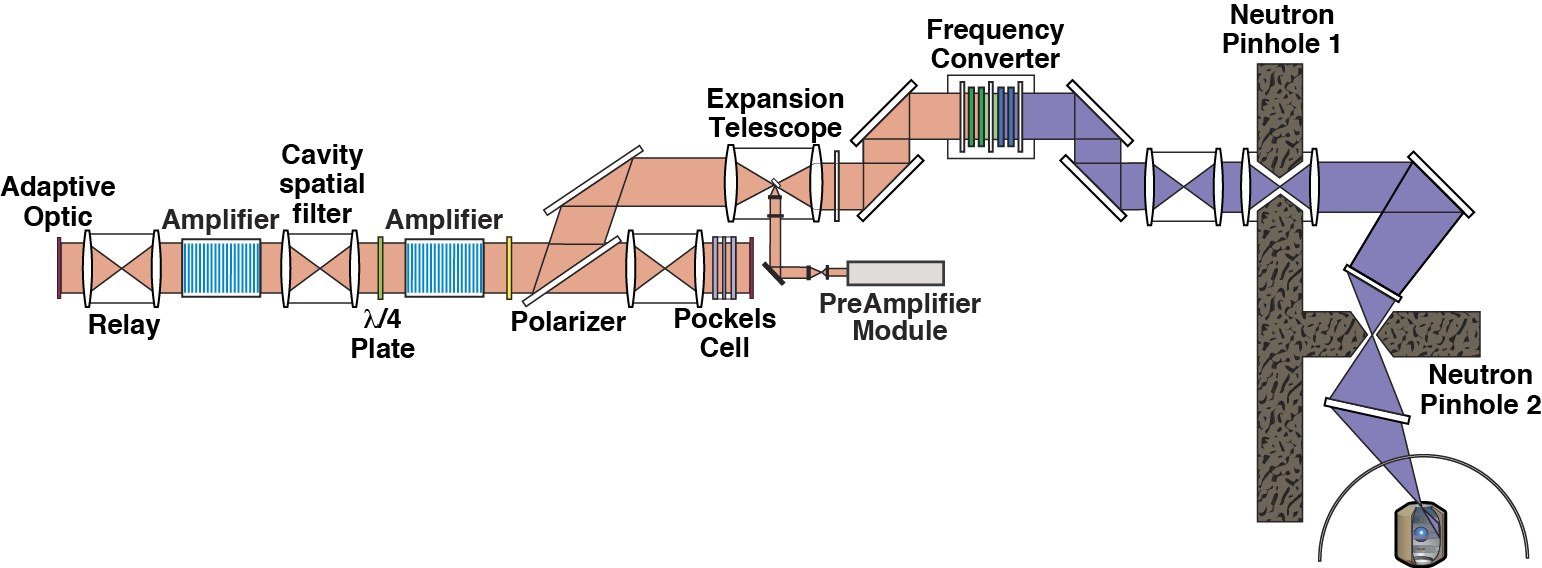 Neutron
Pinhole 1
Frequency
Converter
Expansion
Telescope
Cavity
spatial
filter
Adaptive
Optic
Amplifier
Amplifier
Relay
λ/4
Plate
Polarizer
Pockels
Cell
PreAmplifier
Module
Neutron
Pinhole 2